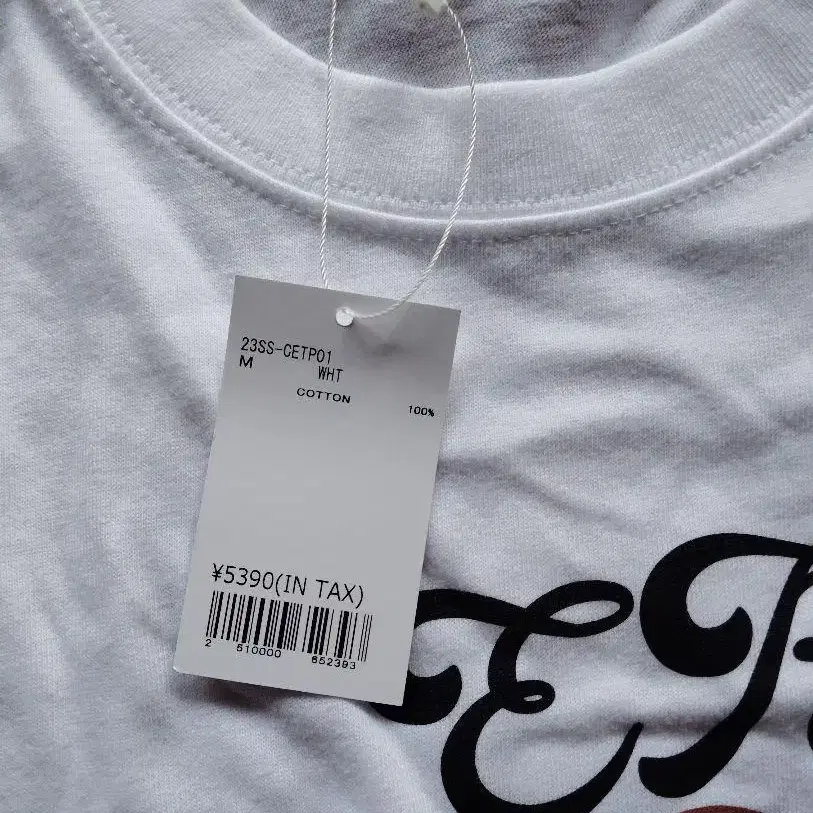 23SS-CETP01
M
WHT
COTTON
100%
¥5390(IN TAX)
2 510000 652393
E